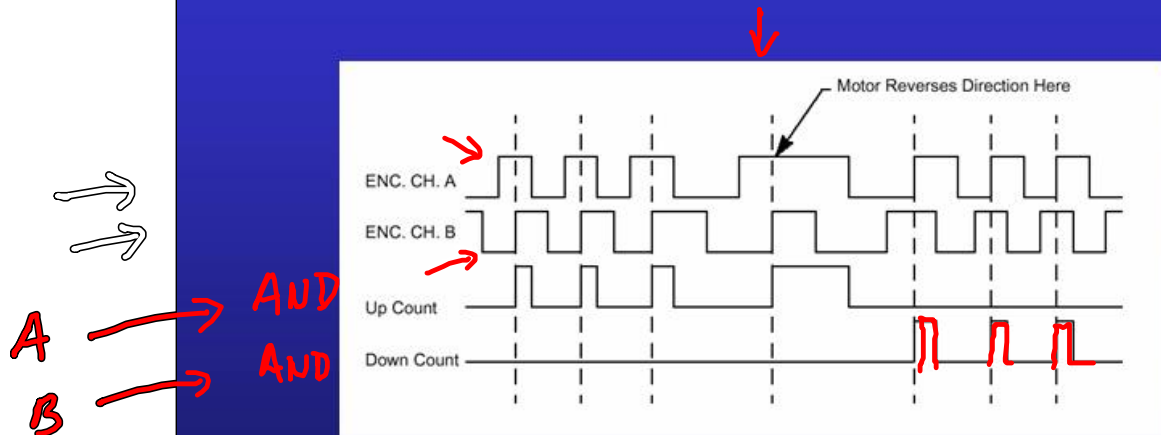 Motor Reverses Direction Here
ENC. CH. A
ENC. CH. B
AND
Up Count
A
AND
Down Count
B